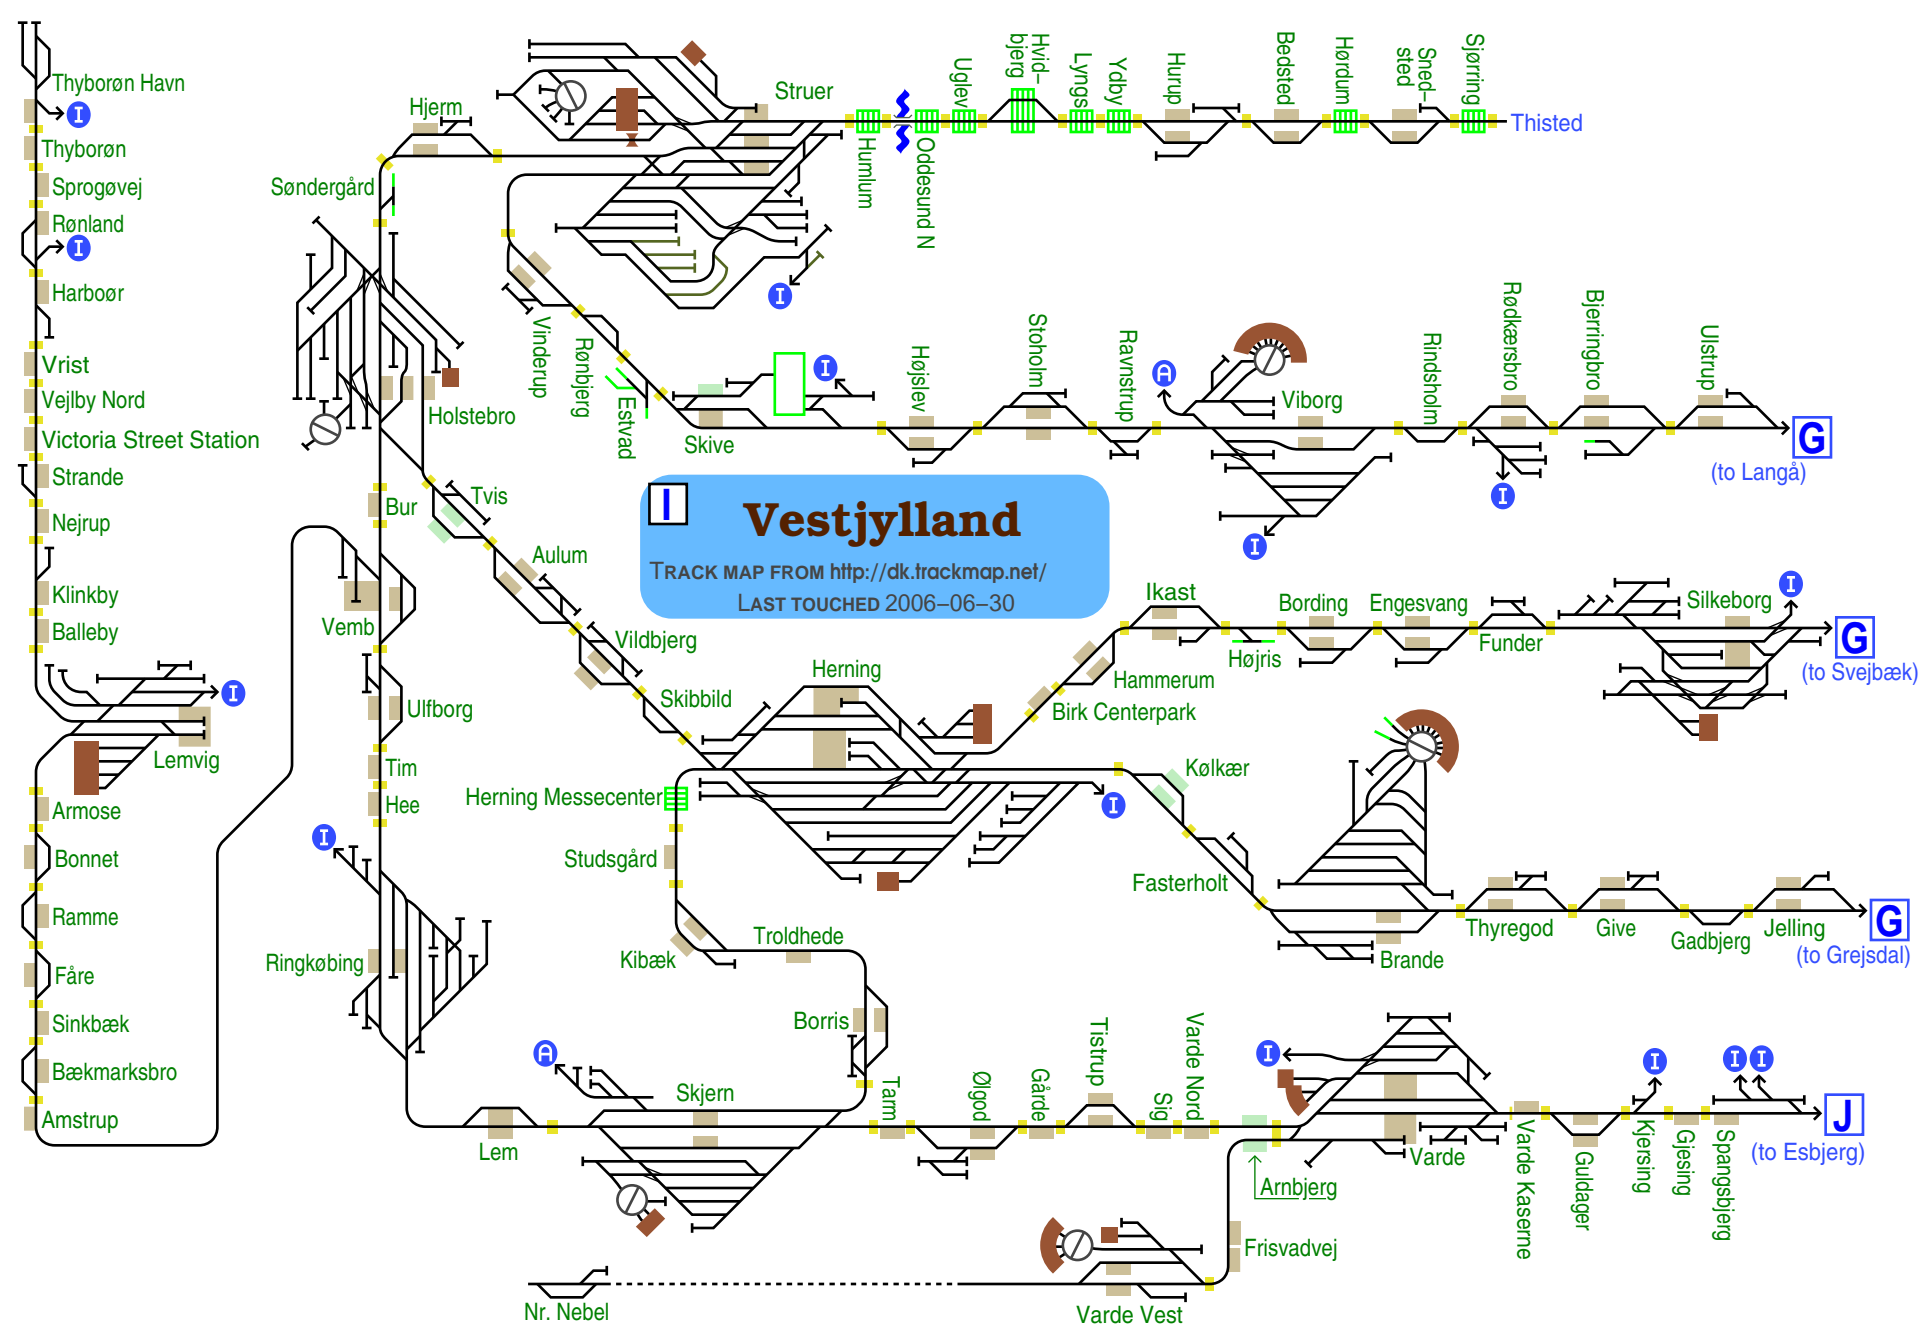 Thyborøn Havn
I
Thyborøn
Sprogøvej
Rønland
I
Harboør
Vrist
Vejlby Nord
Victoria Street Station
Strande
Nejrup
Klinkby
Balleby
I
Lemvig
Armose
Bonnet
Ramme
Fåre
Sinkbæk
Bækmarksbro
Amstrup
Hjerm
Søndergård
Struer
Humlum
Oddesund N
Uglev
Hvid-
bjerg
Lyngs
Ydby
Hurup
Bedsted
Hørdum
Sned-
sted
Sjørring
Thisted
I
Holstebro
Vinderup
Rønbjerg
Estvad
Skive
I
Højslev
Stoholm
Ravnstrup
A
Viborg
I
Rindsholm
Rødkærsbro
I
Bjerringbro
Ulstrup
G
(to Langå)
I
Vestjylland
TRACK MAP FROM http://dk.trackmap.net/
LAST TOUCHED 2006-06-30
Bur
Tvis
Aulum
Vildbjerg
Skibbild
Vemb
Ulfborg
Tim
Hee
I
Ringkøbing
Herning
Herning Messecenter
I
Studsgård
Kibæk
Troldhede
Borris
Birk Centerpark
Hammerum
Ikast
Højris
Bording
Engesvang
Funder
Silkeborg
I
G
(to Svejbæk)
Kølkær
Fasterholt
Brande
Thyregod
Give
Gadbjerg
Jelling
G
(to Grejsdal)
A
Lem
Skjern
Tarm
Ølgod
Gårde
Tistrup
Sig
Varde Nord
I
Arnbjerg
Varde
Varde Kaserne
Guldager
Kjersing
I
Gjesing
Spangsbjerg
I
I
J
(to Esbjerg)
Frisvadvej
Varde Vest
Nr. Nebel